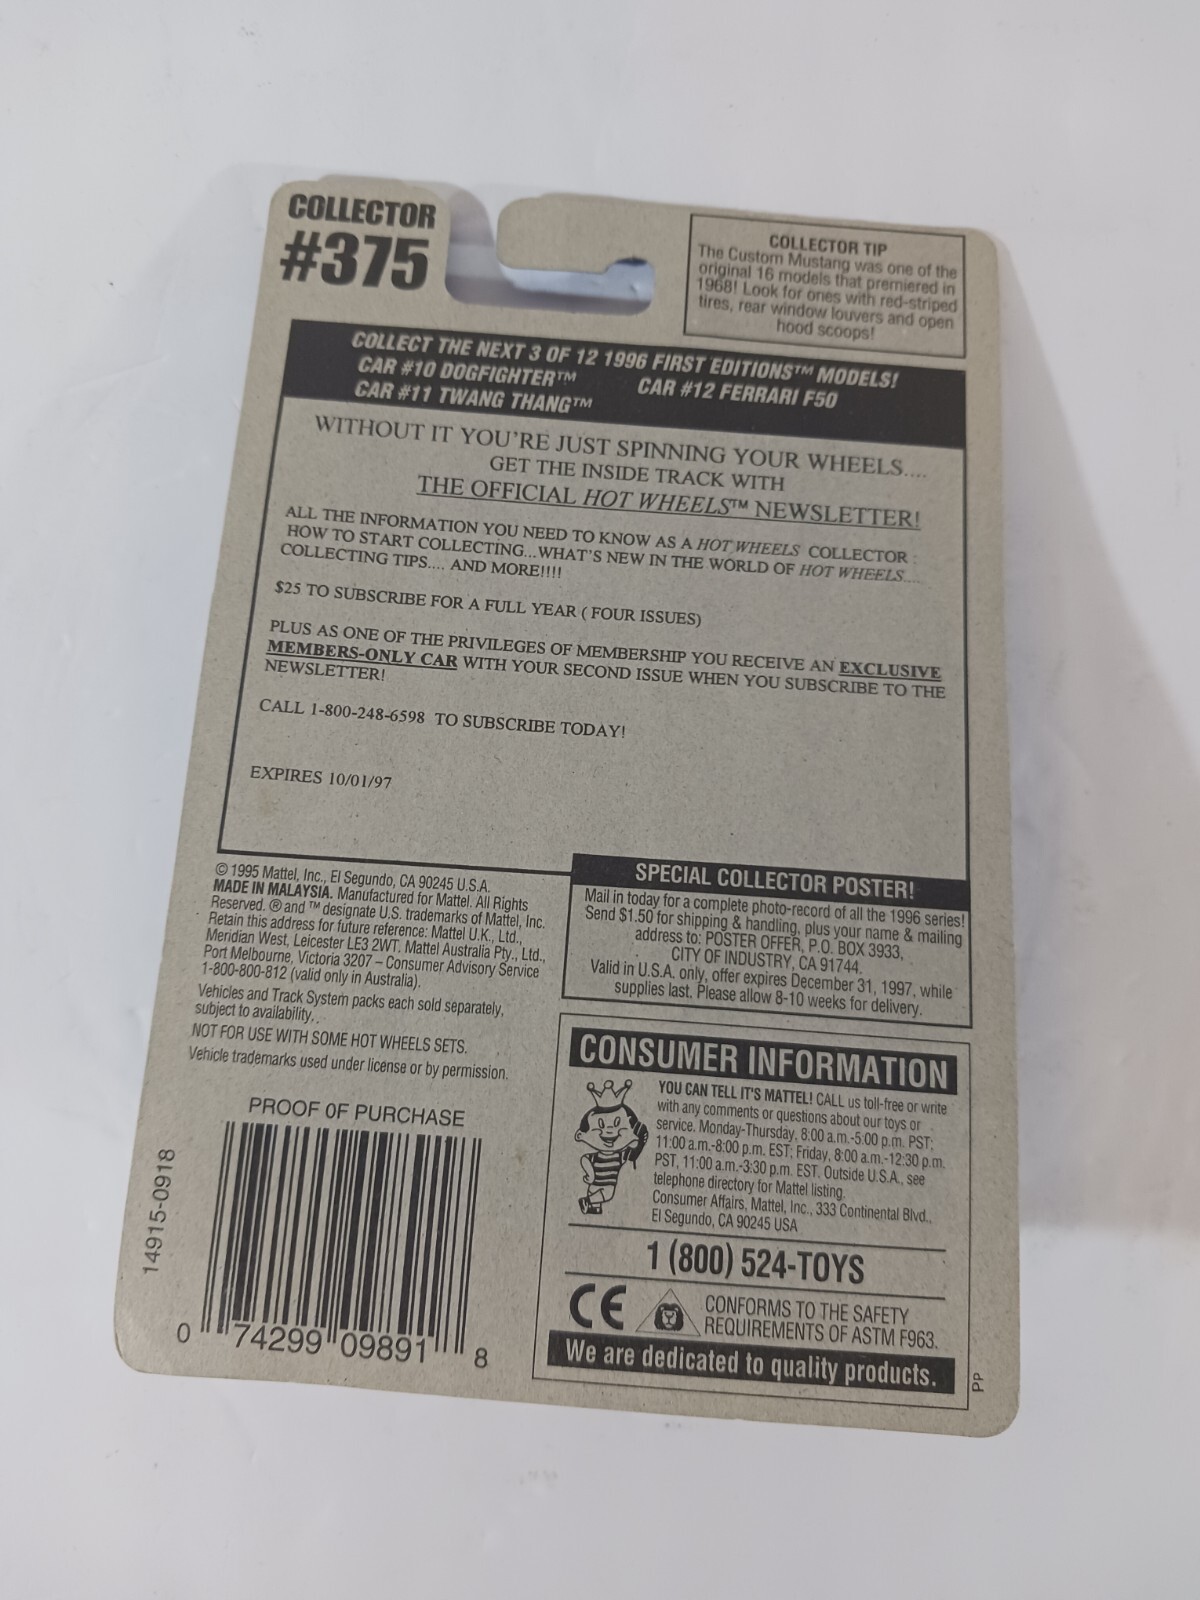 COLLECTOR
#375
COLLECTOR TIP
The Custom Mustang was one of the
original 16 models that premiered in
1968! Look for ones with red-striped
tires, rear window louvers and open
hood scoops!
COLLECT THE NEXT 3 OF 12 1996 FIRST EDITIONS™ MODELS!
CAR #10 DOGFIGHTER™ CAR #12 FERRARI F50
CAR #11 TWANG THANG™
WITHOUT IT YOU'RE JUST SPINNING YOUR WHEELS....
GET THE INSIDE TRACK WITH
THE OFFICIAL HOT WHEELS™ NEWSLETTER!
ALL THE INFORMATION YOU NEED TO KNOW AS A HOT WHEELS COLLECTOR :
HOW TO START COLLECTING...WHAT'S NEW IN THE WORLD OF HOT WHEELS....
COLLECTING TIPS.... AND MORE!!!!
$25 TO SUBSCRIBE FOR A FULL YEAR ( FOUR ISSUES)
PLUS AS ONE OF THE PRIVILEGES OF MEMBERSHIP YOU RECEIVE AN EXCLUSIVE
MEMBERS-ONLY CAR WITH YOUR SECOND ISSUE WHEN YOU SUBSCRIBE TO THE
NEWSLETTER!
CALL 1-800-248-6598 TO SUBSCRIBE TODAY!
EXPIRES 10/01/97
© 1995 Mattel, Inc., El Segundo, CA 90245 U.S.A.
MADE IN MALAYSIA. Manufactured for Mattel. All Rights
Reserved. ® and ™ designate U.S. trademarks of Mattel, Inc.
Retain this address for future reference: Mattel U.K., Ltd.,
Meridian West, Leicester LE3 2WT. Mattel Australia Pty., Ltd.,
Port Melbourne, Victoria 3207 – Consumer Advisory Service
1-800-800-812 (valid only in Australia).
Vehicles and Track System packs each sold separately,
subject to availability.
NOT FOR USE WITH SOME HOT WHEELS SETS.
Vehicle trademarks used under license or by permission.
SPECIAL COLLECTOR POSTER!
Mail in today for a complete photo-record of all the 1996 series!
Send $1.50 for shipping & handling, plus your name & mailing
address to: POSTER OFFER, P.O. BOX 3933,
CITY OF INDUSTRY, CA 91744.
Valid in U.S.A. only, offer expires December 31, 1997, while
supplies last. Please allow 8-10 weeks for delivery.
CONSUMER INFORMATION
YOU CAN TELL IT'S MATTEL! CALL us toll-free or write
with any comments or questions about our toys or
service. Monday-Thursday, 8:00 a.m.-5:00 p.m. PST;
11:00 a.m.-8:00 p.m. EST; Friday, 8:00 a.m.-12:30 p.m.
PST, 11:00 a.m.-3:30 p.m. EST. Outside U.S.A., see
telephone directory for Mattel listing.
Consumer Affairs, Mattel, Inc., 333 Continental Blvd.,
El Segundo, CA 90245 USA
1 (800) 524-TOYS
CE
CONFORMS TO THE SAFETY
REQUIREMENTS OF ASTM F963.
We are dedicated to quality products.
PP
PROOF OF PURCHASE
14915-0918
0 74299 09891 8